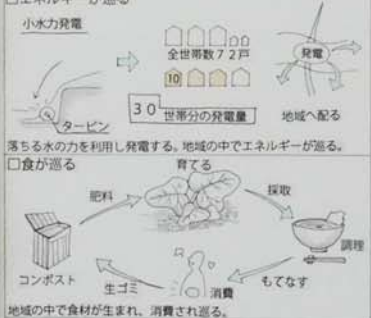 □エネルギーが巡る
小水力発電
全世帯数72戸
発電
10
30
世帯分の発電量
タービン
地域へ配る
落ちる水の力を利用し発電する。地域の中でエネルギーが巡る。
□食が巡る
育てる
肥料
採取
調理
コンポスト
生ゴミ
消費
もてなす
地域の中で食材が生まれ、消費され巡る。